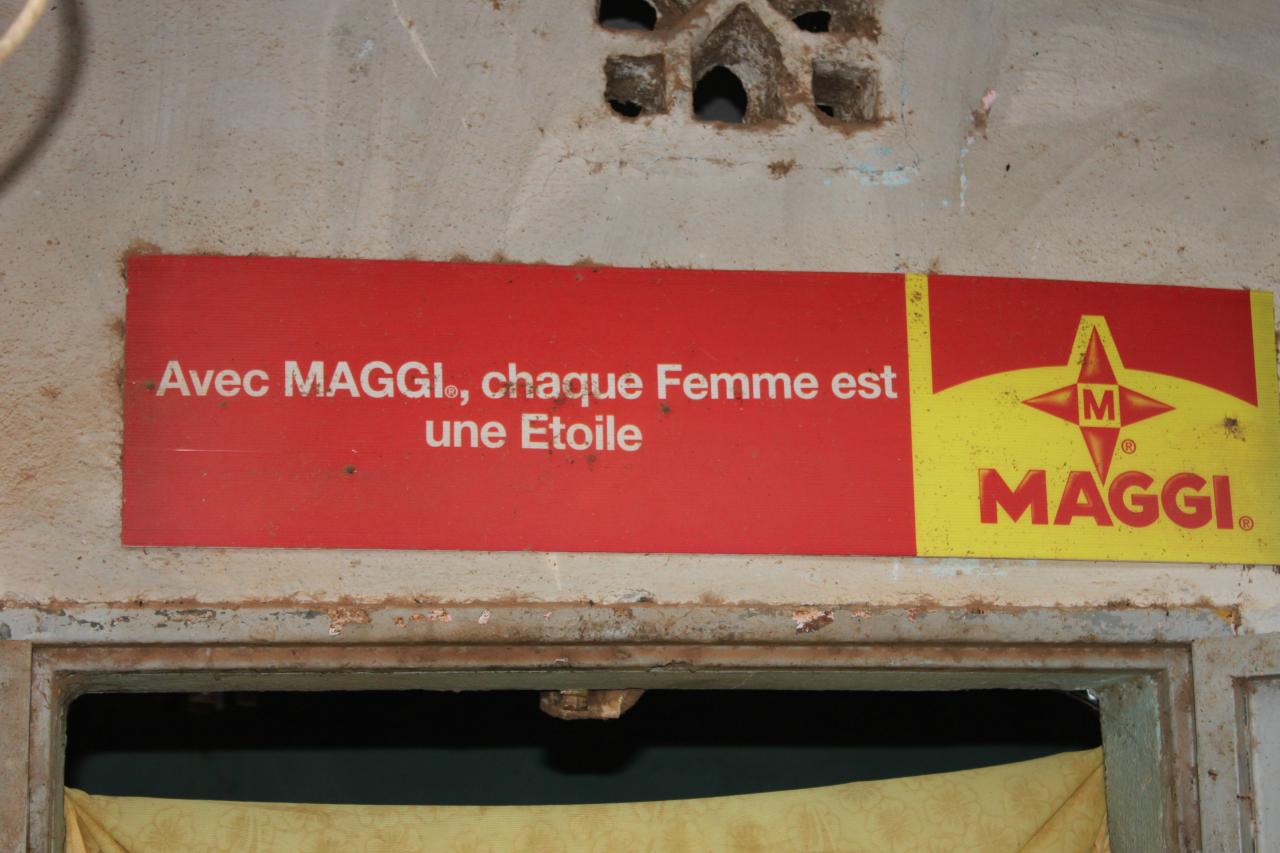 Avec MAGGI®, chaque Femme est
une Etoile
M
®
MAGGI®